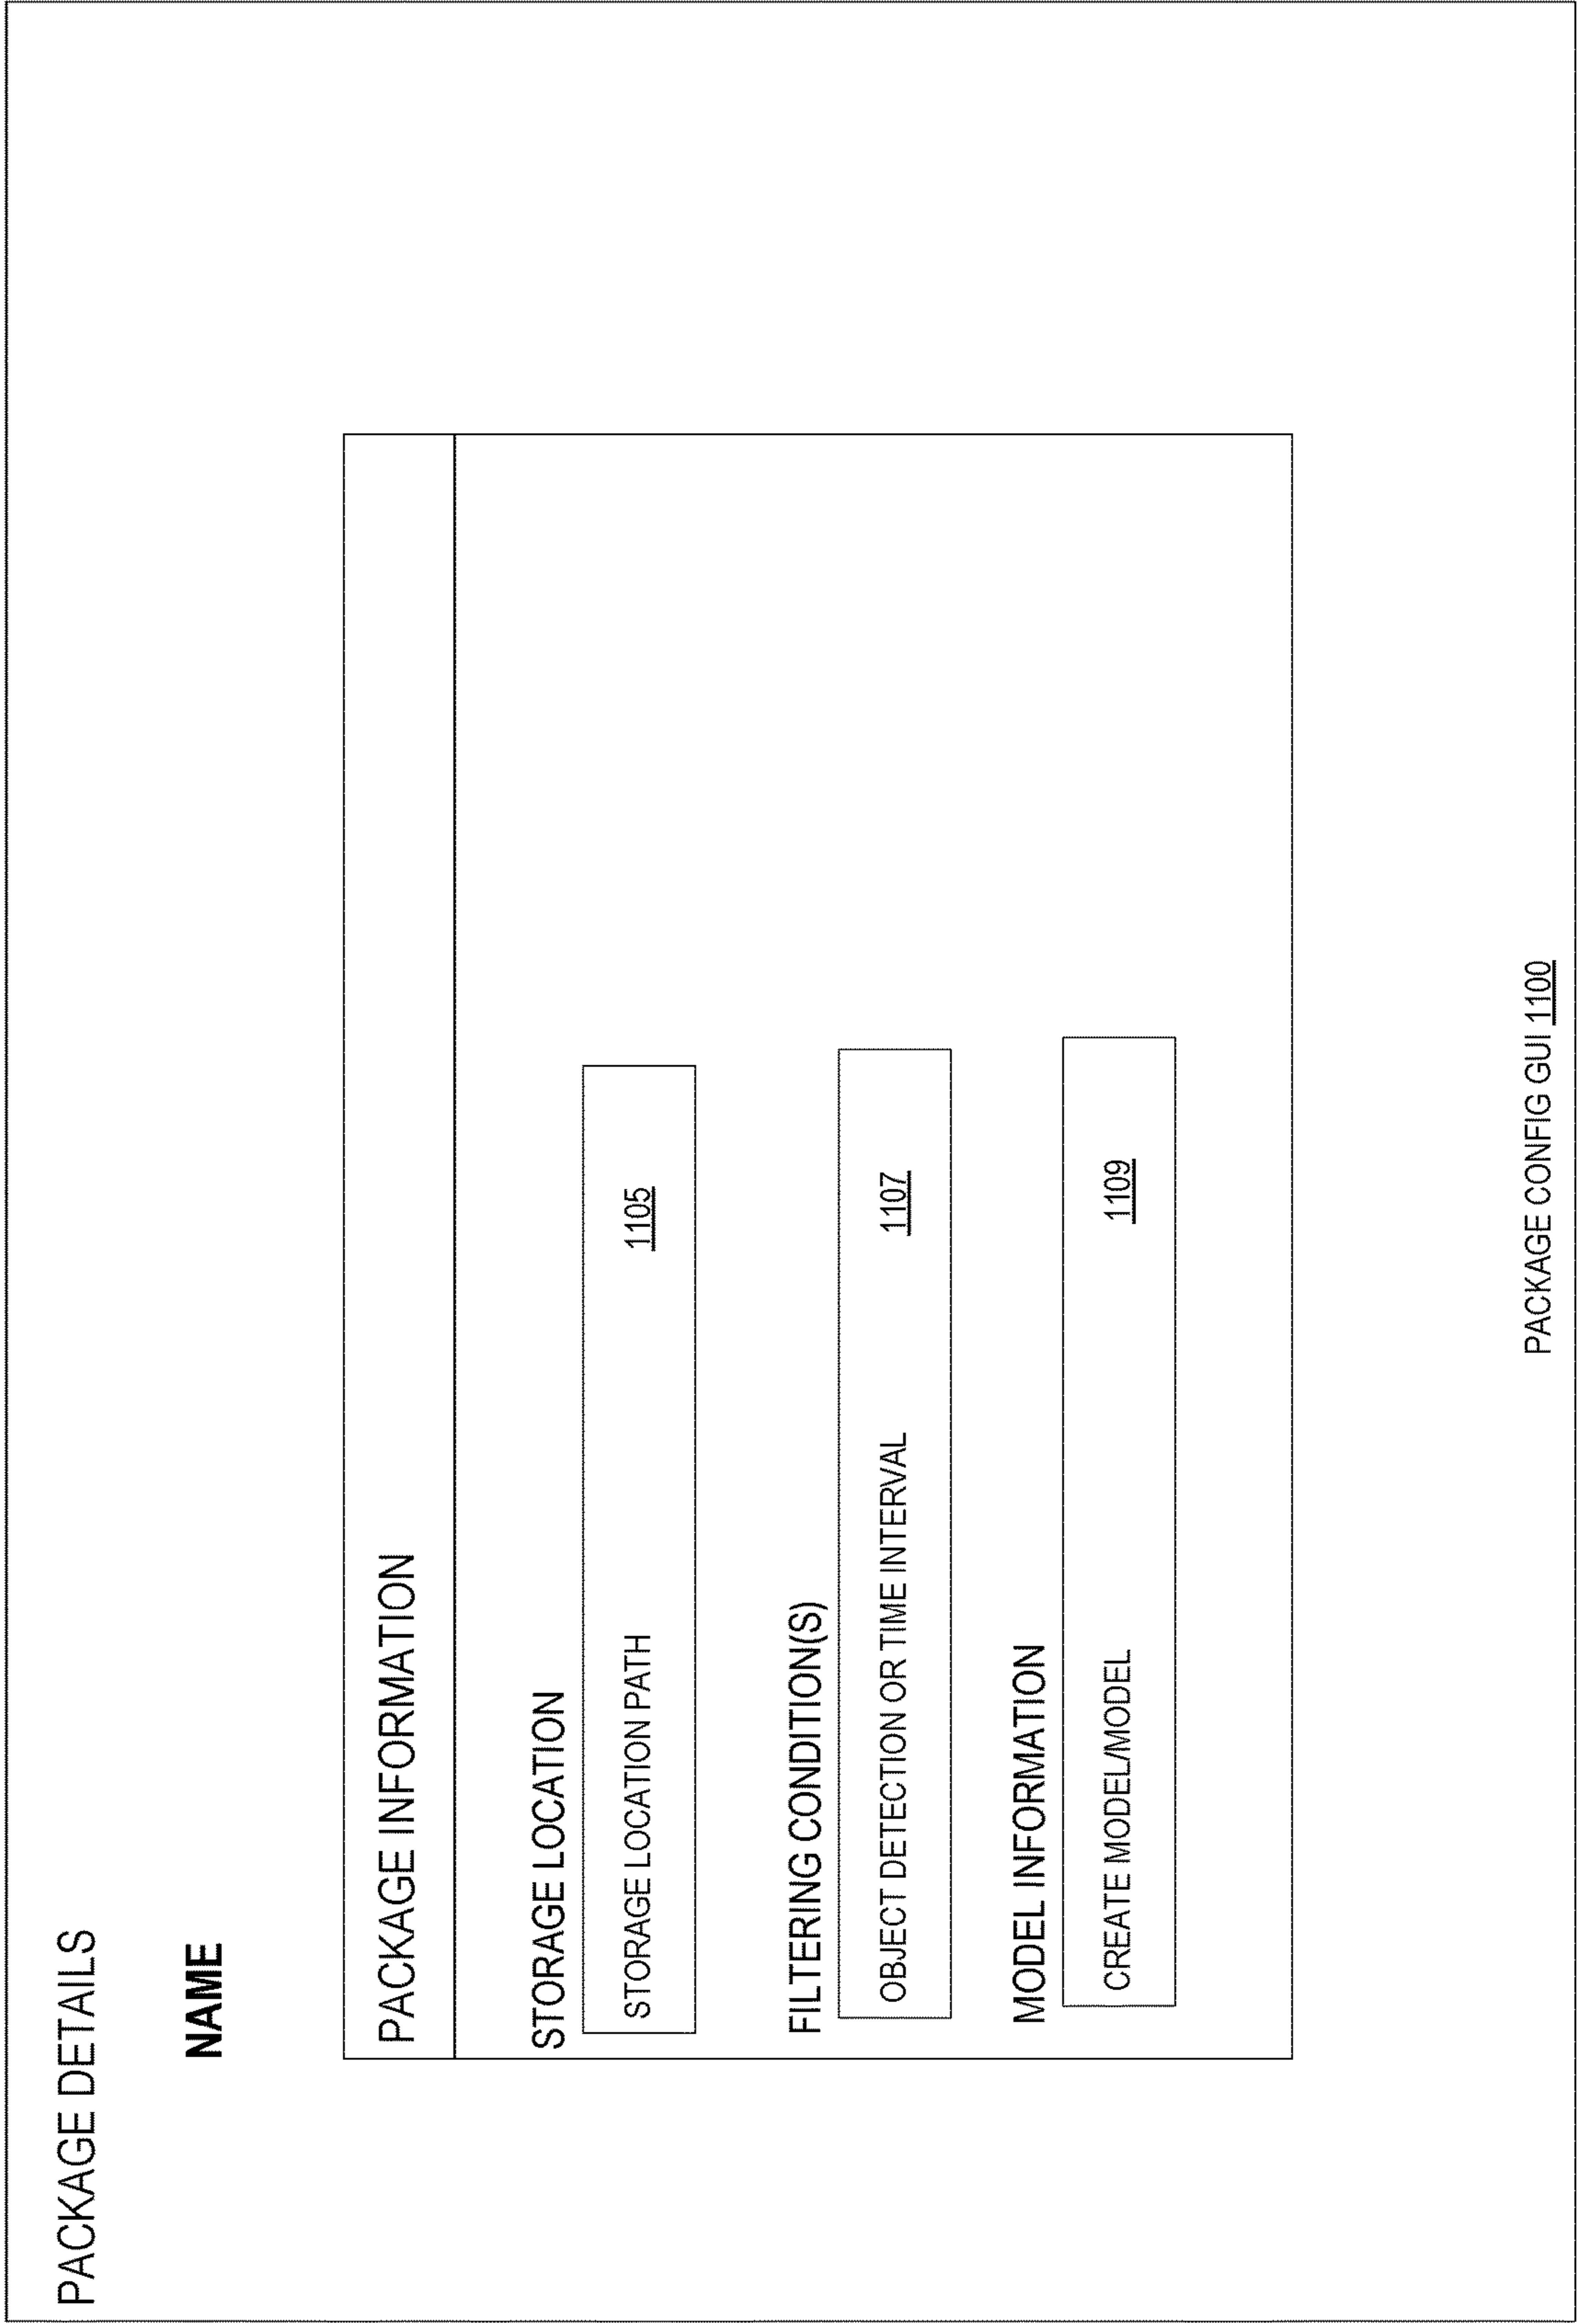 PACKAGE DETAILS
NAME
PACKAGE INFORMATION
STORAGE LOCATION
STORAGE LOCATION PATH 1105
FILTERING CONDITION(S)
OBJECT DETECTION OR TIME INTERVAL 1107
MODEL INFORMATION
CREATE MODEL/MODEL 1109
PACKAGE CONFIG GUI 1100